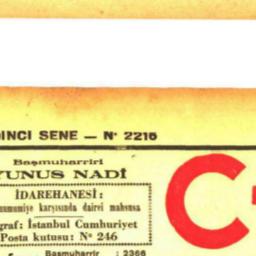 DINCI SENE — Nº 2216
Başmuharriri
YUNUS NADİ
İDAREHANESİ:
umumiye karşısında dairei mahsusa
graf: İstanbul Cumhuriyet
Posta kutusu: Nº 246
Başmuharrir : 2366
C